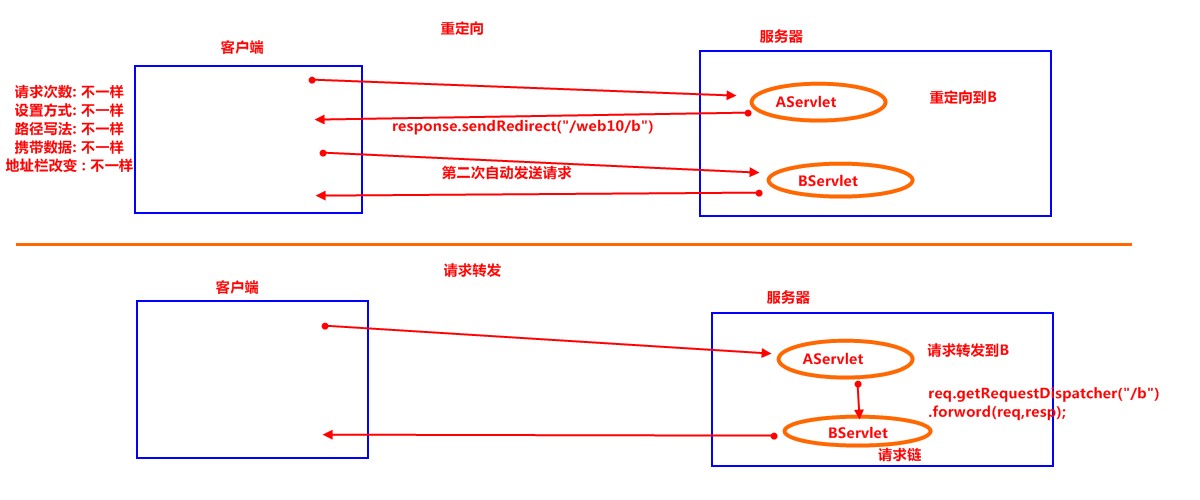 重定向
客户端
服务器
请求次数: 不一样
设置方式: 不一样
路径写法: 不一样
携带数据: 不一样
地址栏改变 : 不一样
AServlet
重定向到B
response.sendRedirect("/web10/b")
第二次自动发送请求
BServlet
请求转发
客户端
服务器
AServlet
请求转发到B
req.getRequestDispatcher("/b")
.forword(req,resp);
BServlet
请求链